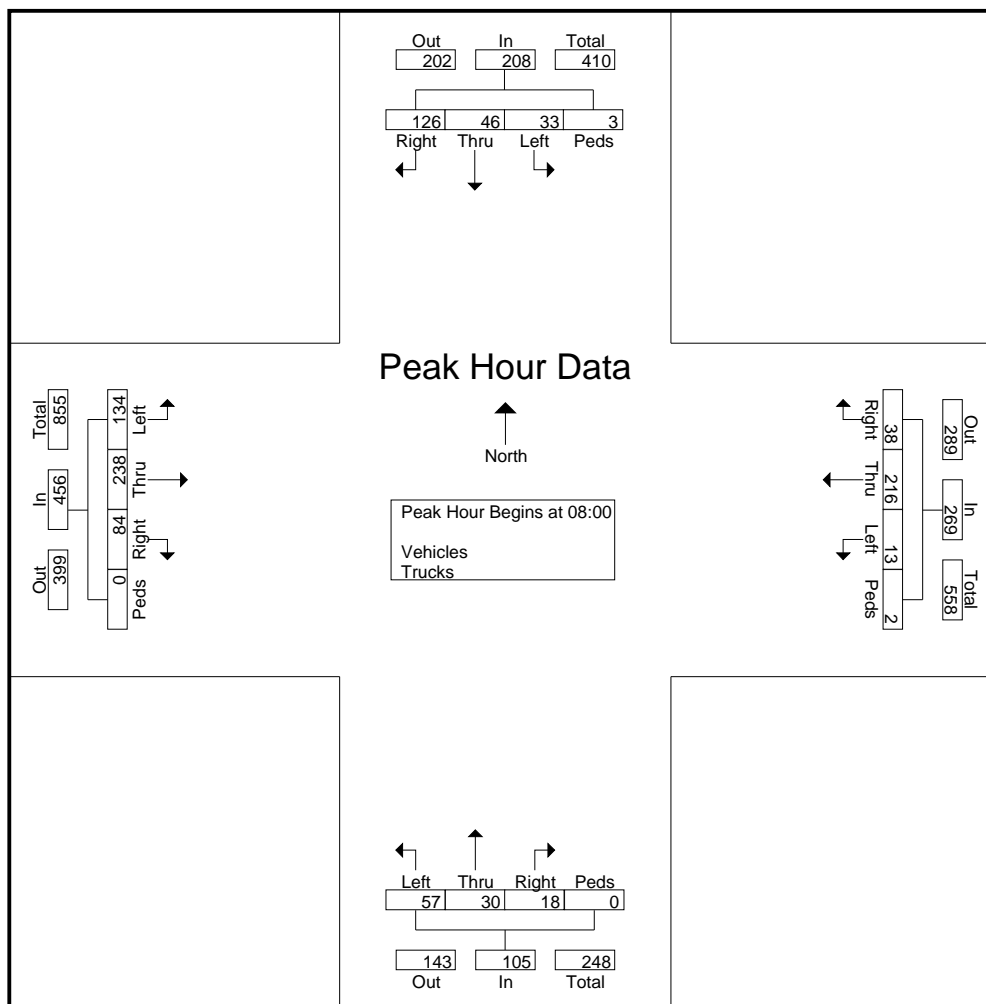 Out In Total
202 208 410
126 46 33 3
Right Thru Left Peds
Peak Hour Data
North
Peak Hour Begins at 08:00
Vehicles
Trucks
Total In Out
855 456 399
134 238 84 0
Left Thru Right Peds
Out In Total
289 269 558
38 216 13 2
Right Thru Left Peds
Left Thru Right Peds
57 30 18 0
143 105 248
Out In Total